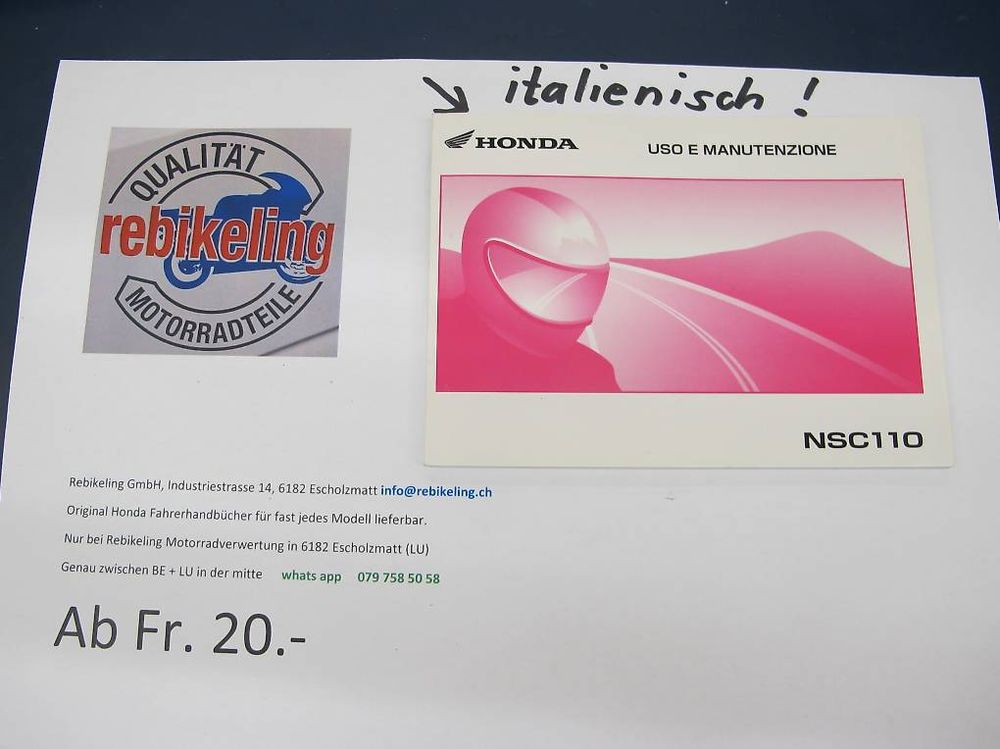 italienisch !
HONDA
USO E MANUTENZIONE
NSC110
QUALITÄT
rebikeling
MOTORRADTEILE
Rebikeling GmbH, Industriestrasse 14, 6182 Escholzmatt info@rebikeling.ch
Original Honda Fahrerhandbücher für fast jedes Modell lieferbar.
Nur bei Rebikeling Motorradverwertung in 6182 Escholzmatt (LU)
Genau zwischen BE + LU in der mitte whats app 079 758 50 58
Ab Fr. 20.-